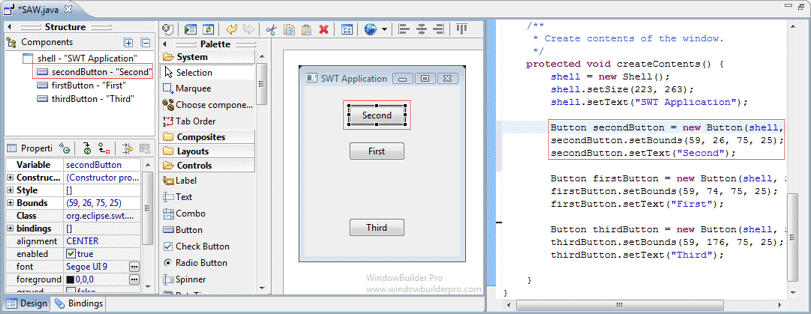 *SAW.java
Structure
Components
shell - "SWT Application"
secondButton - "Second"
firstButton - "First"
thirdButton - "Third"
Properti
Variable secondButton
Construc... (Constructor pro...
Style []
Bounds (59, 26, 75, 25)
Class org.eclipse.swt....
bindings []
alignment CENTER
enabled true
font Segoe UI 9
foreground 0,0,0
grayed false
Design Bindings
Palette
System
Selection
Marquee
Choose compone...
Tab Order
Composites
Layouts
Controls
Label
Text
Combo
Button
Check Button
Radio Button
Spinner
SWT Application
Second
First
Third
WindowBuilder Pro
www.windowbuilderpro.com
/**
* Create contents of the window.
*/
protected void createContents() {
shell = new Shell();
shell.setSize(223, 263);
shell.setText("SWT Application");
Button secondButton = new Button(shell,
secondButton.setBounds(59, 26, 75, 25);
secondButton.setText("Second");
Button firstButton = new Button(shell,
firstButton.setBounds(59, 74, 75, 25);
firstButton.setText("First");
Button thirdButton = new Button(shell,
thirdButton.setBounds(59, 176, 75, 25);
thirdButton.setText("Third");
}
}